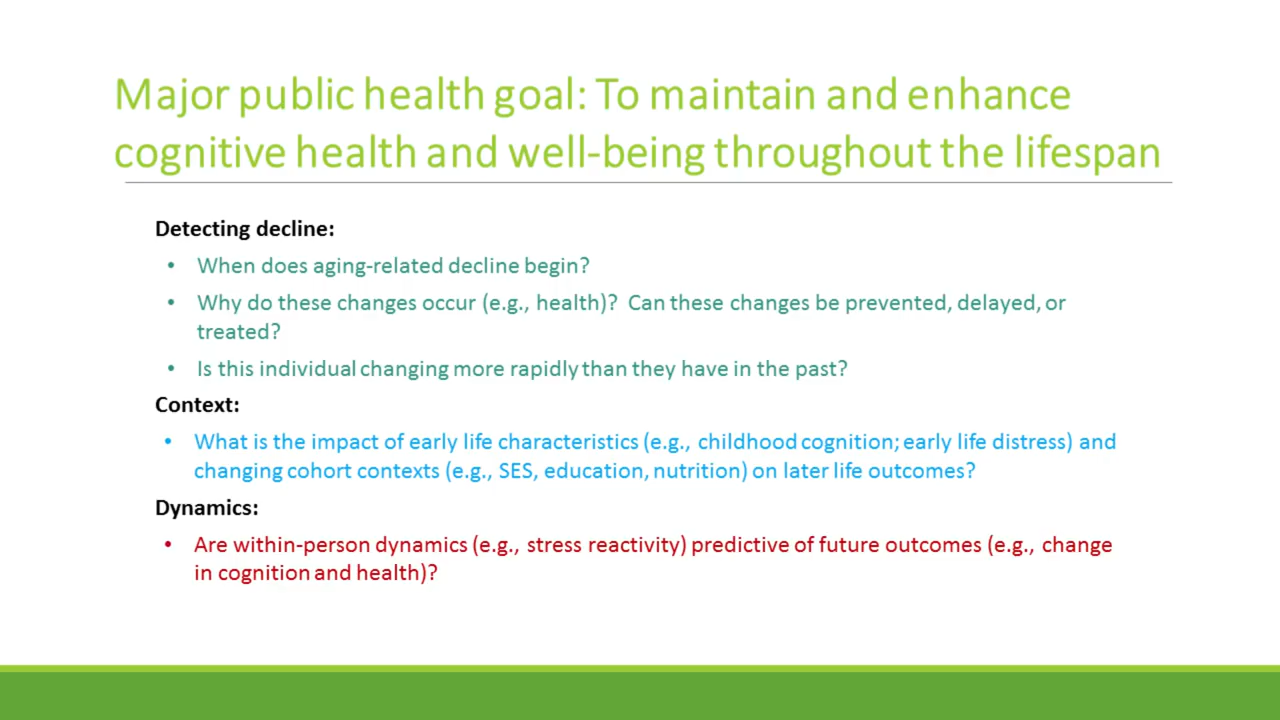 Major public health goal: To maintain and enhance
cognitive health and well-being throughout the lifespan
Detecting decline:
• When does aging-related decline begin?
• Why do these changes occur (e.g., health)? Can these changes be prevented, delayed, or
treated?
• Is this individual changing more rapidly than they have in the past?
Context:
• What is the impact of early life characteristics (e.g., childhood cognition; early life distress) and
changing cohort contexts (e.g., SES, education, nutrition) on later life outcomes?
Dynamics:
• Are within-person dynamics (e.g., stress reactivity) predictive of future outcomes (e.g., change
in cognition and health)?